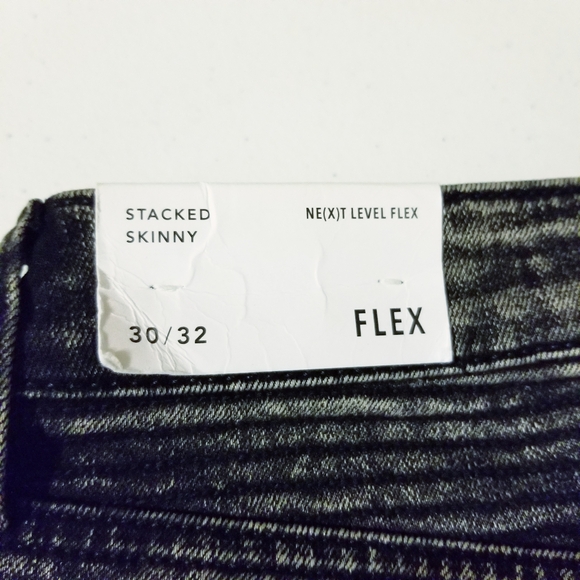 STACKED
SKINNY
NE(X)T LEVEL FLEX
30/32
FLEX